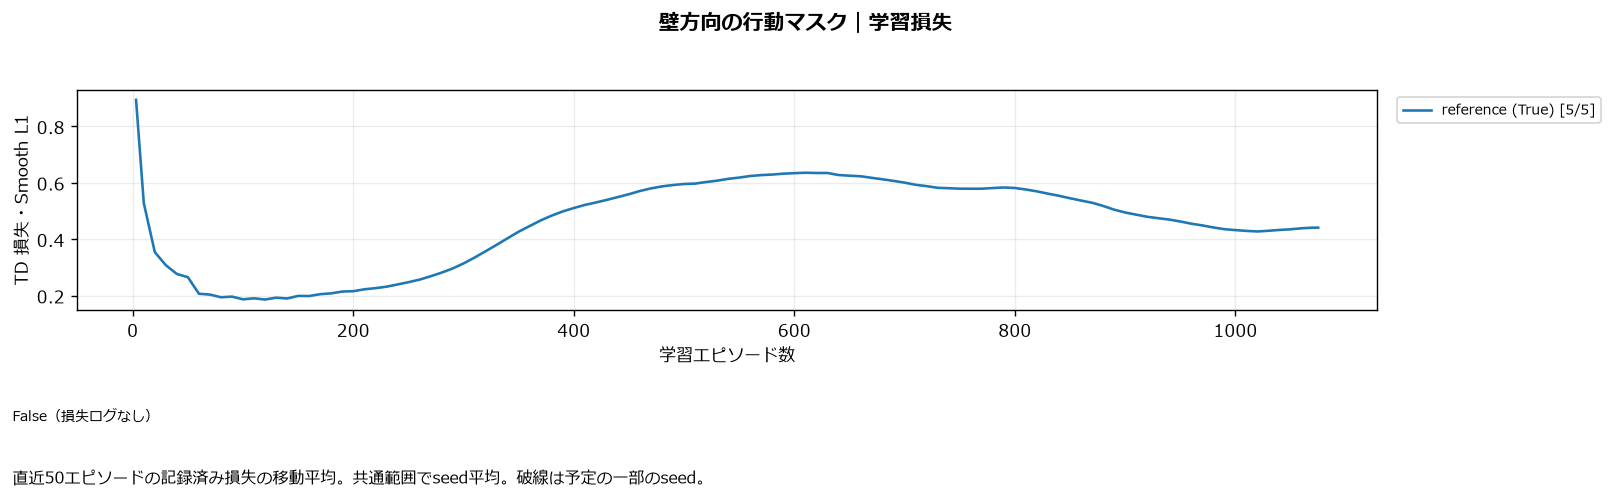 壁方向の行動マスク｜学習損失
TD 損失・Smooth L1
0.8
0.6
0.4
0.2
0
200
400
600
800
1000
学習エピソード数
reference (True) [5/5]
False（損失ログなし）
直近50エピソードの記録済み損失の移動平均。共通範囲でseed平均。破線は予定の一部のseed。